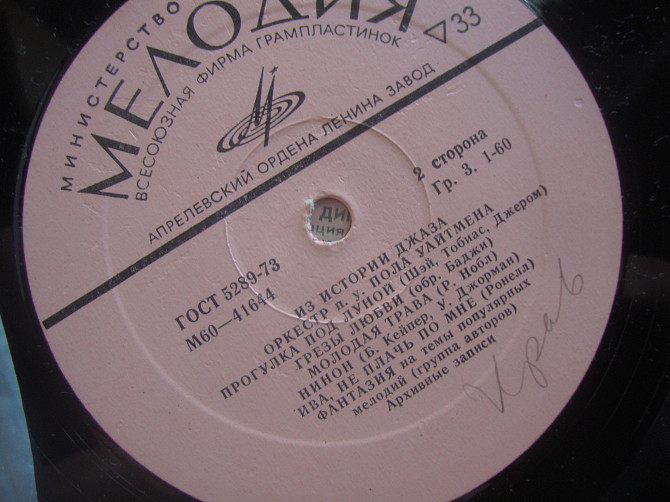 МИНИСТЕРСТВО
МЕЛОДИЯ
ВСЕСОЮЗНАЯ ФИРМА ГРАМПЛАСТИНОК
33
АПРЕЛЕВСКИЙ ОРДЕНА ЛЕНИНА ЗАВОД
2 сторона
Гр. 3. 1-60
ГОСТ 5289-73
М60—41644
ИЗ ИСТОРИИ ДЖАЗА
ОРКЕСТР п. у. ПОЛА УАЙТМЕНА
ПРОГУЛКА ПОД ЛУНОЙ (Шэй, Тобиас, Джером)
ГРЕЗЫ ЛЮБВИ (обр. Баджи)
МОЛОДАЯ ТРАВА (Р. Нобл)
НИНОН (Б. Кейпер, У. Джорман)
ИВА, НЕ ПЛАЧЬ ПО МНЕ (Ронелл)
ФАНТАЗИЯ на темы популярных
мелодий (группа авторов)
Архивные записи